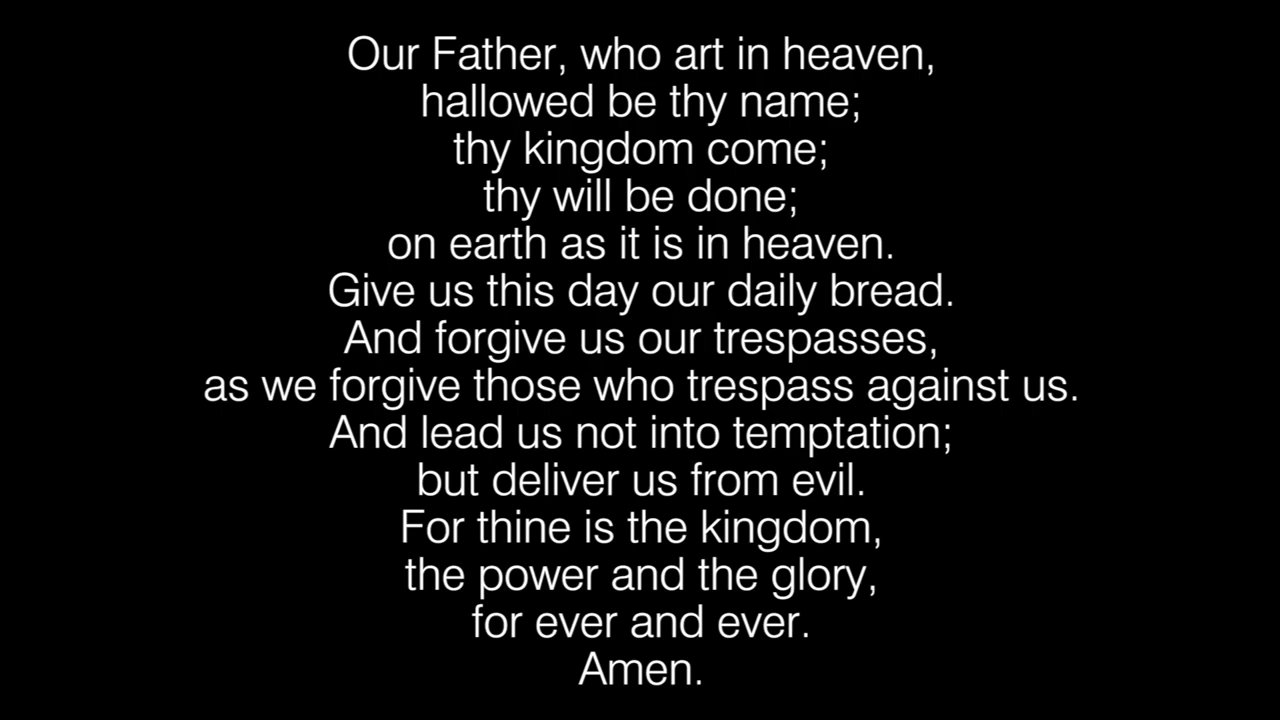 Our Father, who art in heaven,
hallowed be thy name;
thy kingdom come;
thy will be done;
on earth as it is in heaven.
Give us this day our daily bread.
And forgive us our trespasses,
as we forgive those who trespass against us.
And lead us not into temptation;
but deliver us from evil.
For thine is the kingdom,
the power and the glory,
for ever and ever.
Amen.